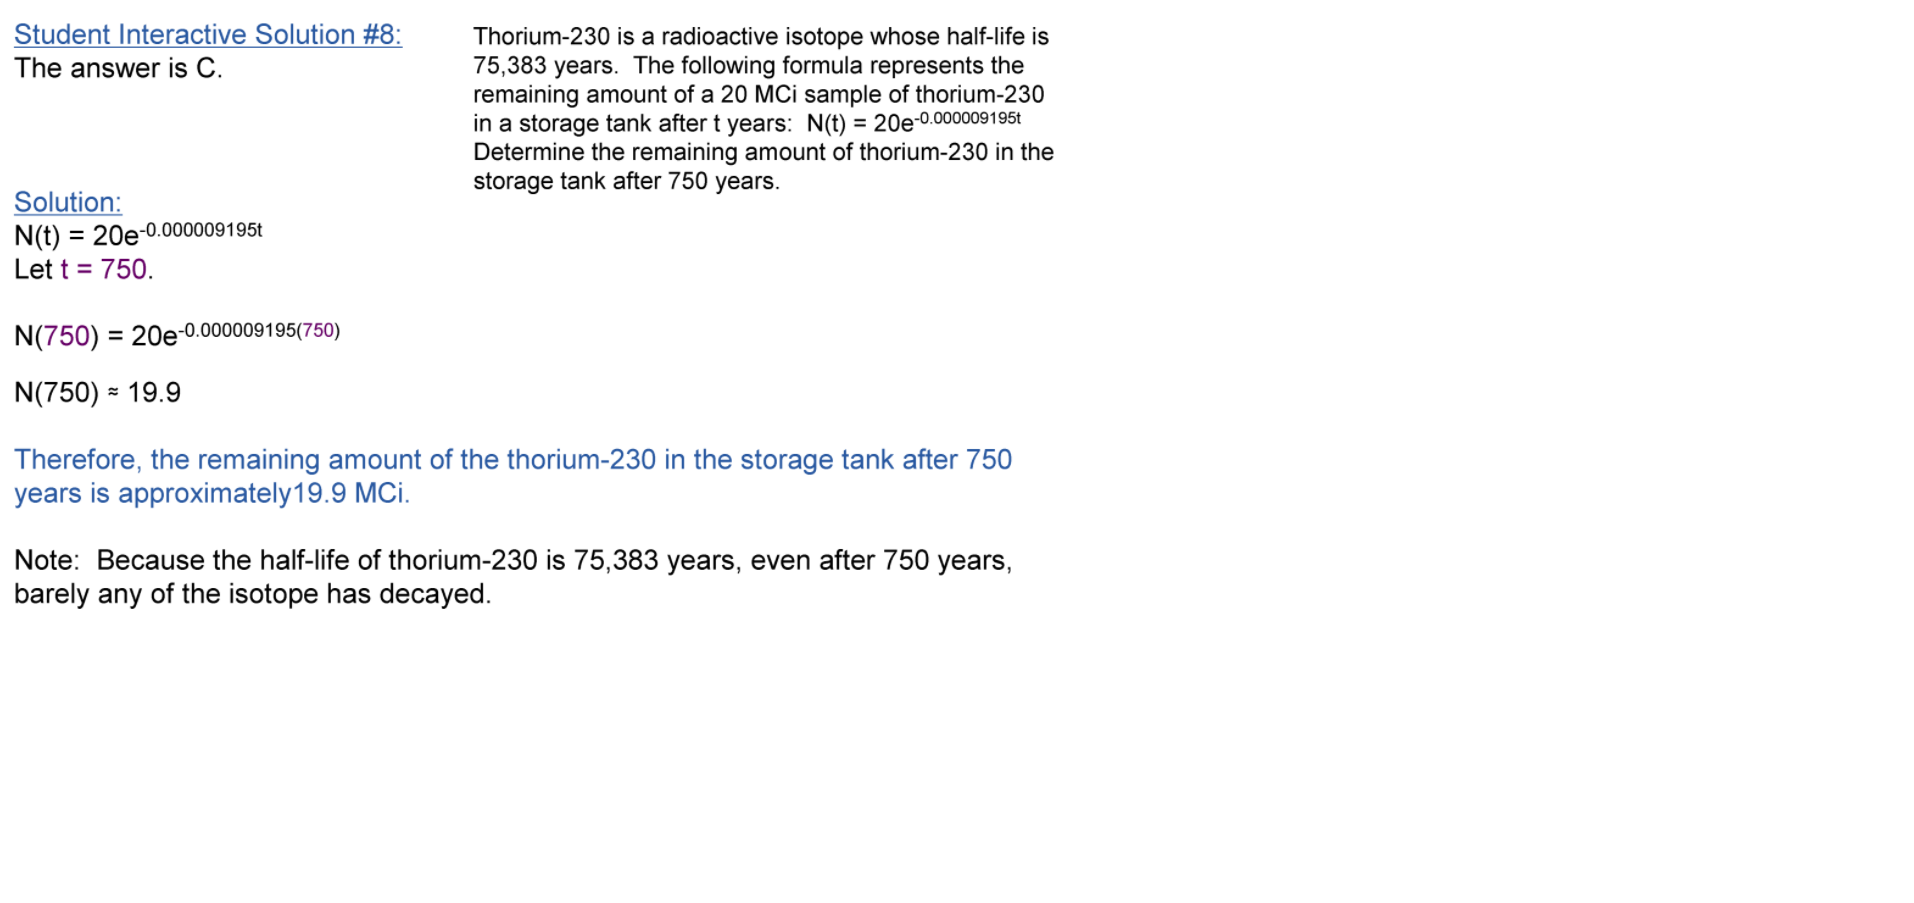 Student Interactive Solution #8:
The answer is C.
Thorium-230 is a radioactive isotope whose half-life is
75,383 years.  The following formula represents the
remaining amount of a 20 MCi sample of thorium-230
in a storage tank after t years:  N(t) = 20e^-0.000009195t
Determine the remaining amount of thorium-230 in the
storage tank after 750 years.
Solution:
N(t) = 20e^-0.000009195t
Let t = 750.
N(750) = 20e^-0.000009195(750)
N(750) ≈ 19.9
Therefore, the remaining amount of the thorium-230 in the storage tank after 750
years is approximately19.9 MCi.
Note:  Because the half-life of thorium-230 is 75,383 years, even after 750 years,
barely any of the isotope has decayed.